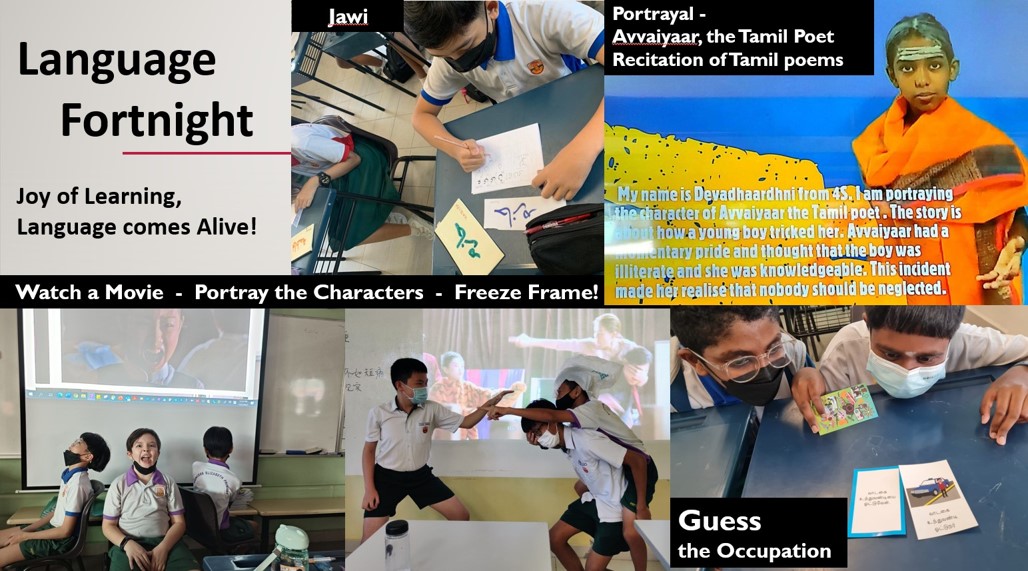 Language
Fortnight
Joy of Learning,
Language comes Alive!
Jawi
Portrayal -
Avvaiyaar, the Tamil Poet
Recitation of Tamil poems
My name is Devadhaardhni from 4S. I am portraying
the character of Avvaiyaar the Tamil poet . The story is
about how a young boy tricked her. Avvaiyaar had a
momentary pride and thought that the boy was
illiterate and she was knowledgeable. This incident
made her realise that nobody should be neglected.
Watch a Movie - Portray the Characters - Freeze Frame!
Guess
the Occupation